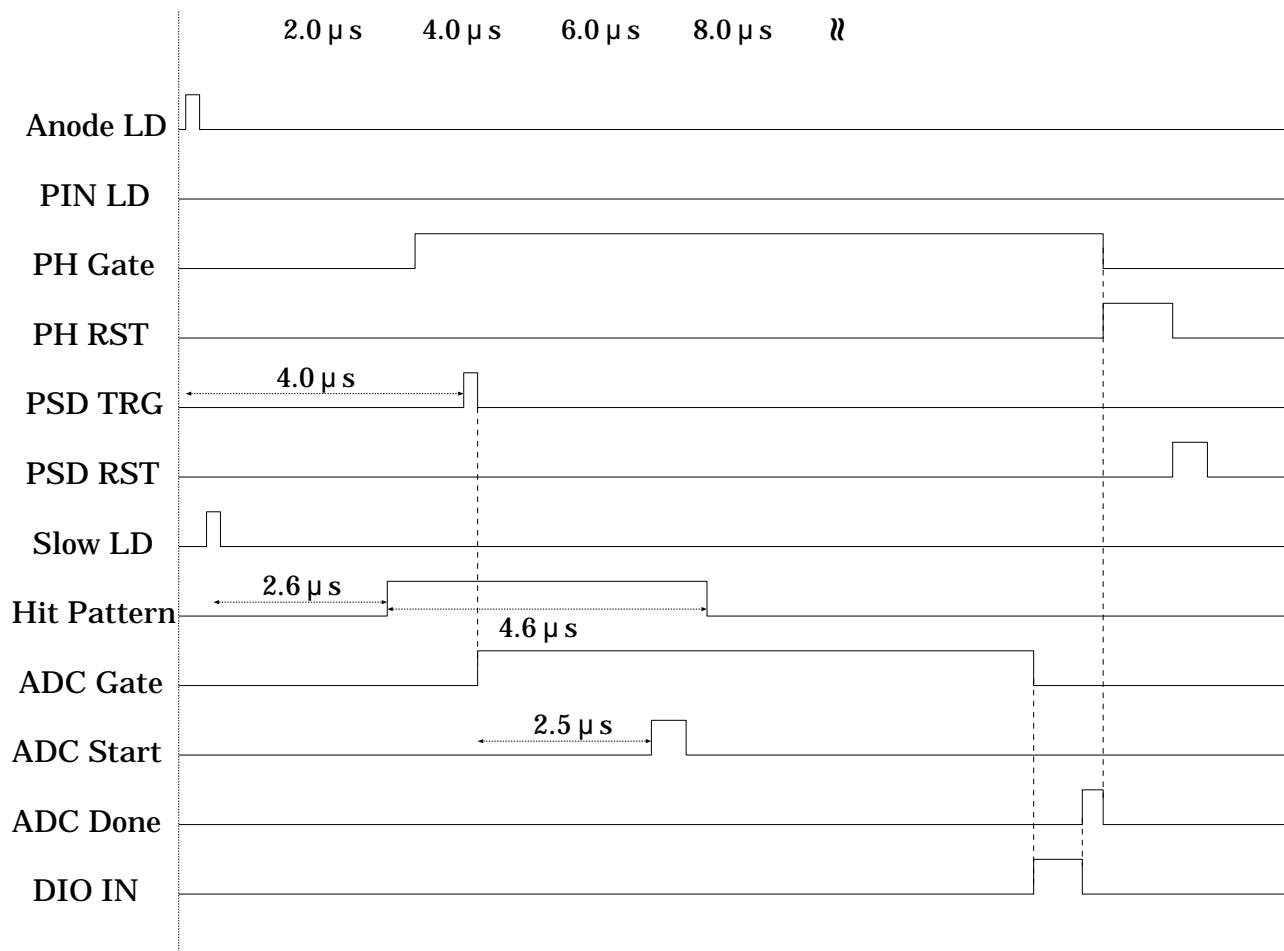 2.0 μ s 4.0 μ s 6.0 μ s 8.0 μ s ≈
Anode LD
PIN LD
PH Gate
PH RST
4.0 μ s
PSD TRG
PSD RST
Slow LD
2.6 μ s
Hit Pattern
4.6 μ s
ADC Gate
2.5 μ s
ADC Start
ADC Done
DIO IN